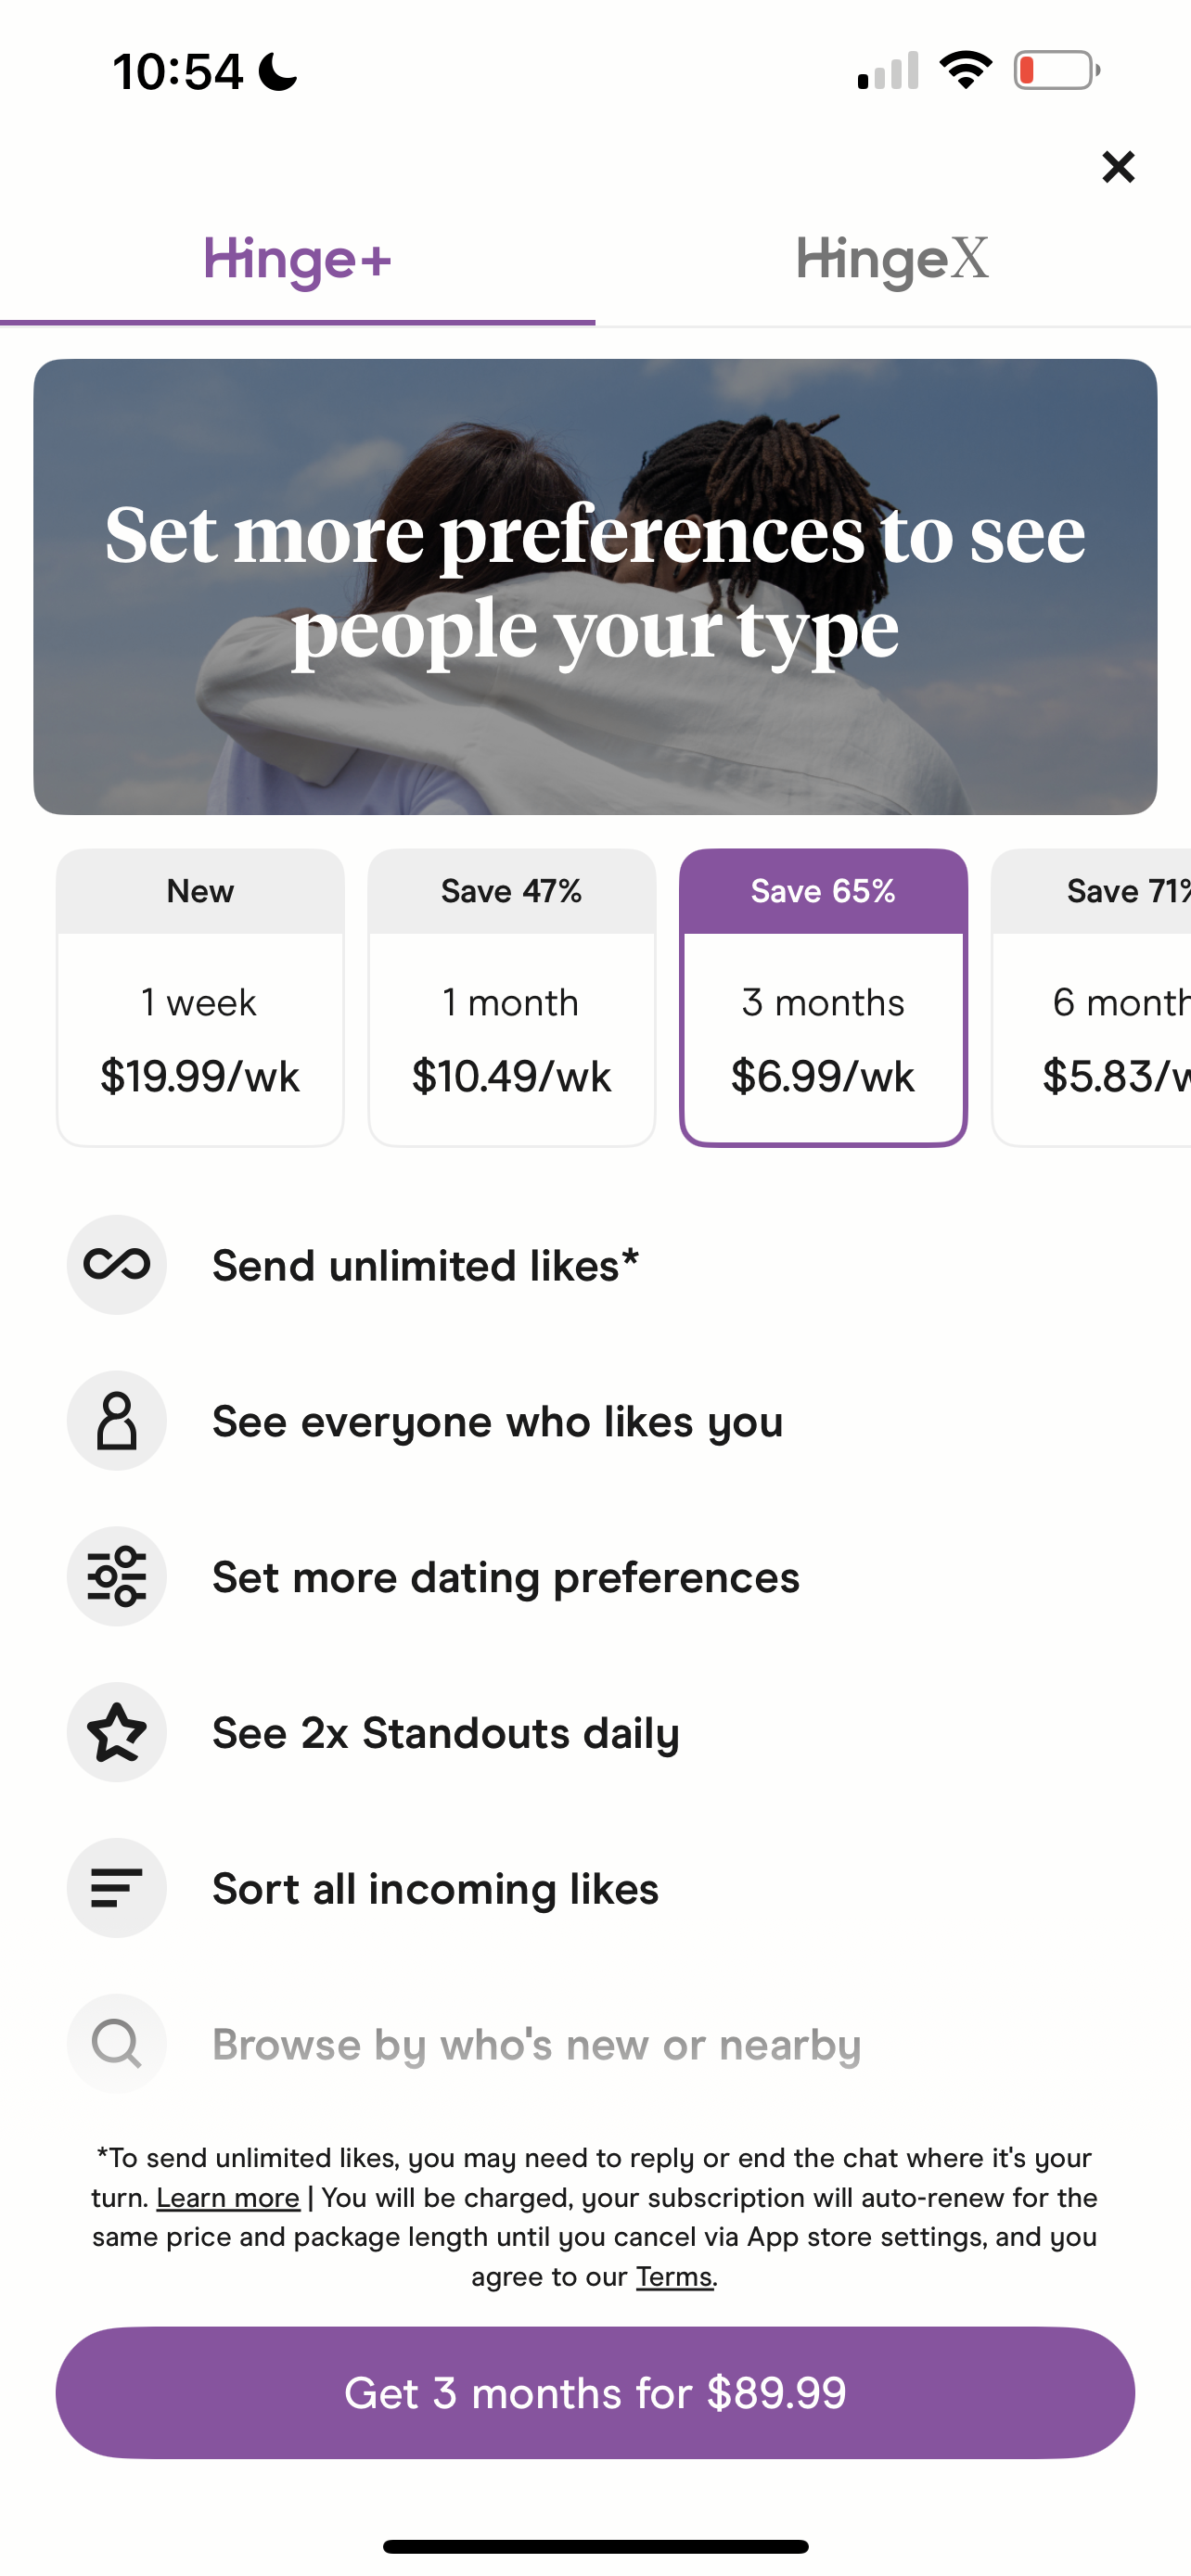 10:54
Hinge+
HingeX
Set more preferences to see
people your type
New
1 week
$19.99/wk
Save 47%
1 month
$10.49/wk
Save 65%
3 months
$6.99/wk
Save 71%
6 month
$5.83/w
Send unlimited likes*
See everyone who likes you
Set more dating preferences
See 2x Standouts daily
Sort all incoming likes
Browse by who's new or nearby
*To send unlimited likes, you may need to reply or end the chat where it's your
turn. Learn more | You will be charged, your subscription will auto-renew for the
same price and package length until you cancel via App store settings, and you
agree to our Terms.
Get 3 months for $89.99